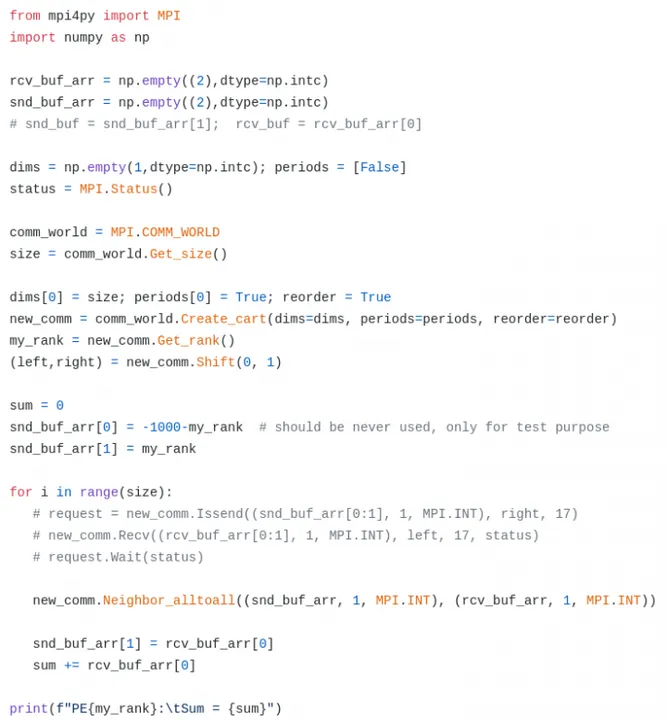 from mpi4py import MPI
import numpy as np

rcv_buf_arr = np.empty((2),dtype=np.intc)
snd_buf_arr = np.empty((2),dtype=np.intc)
# snd_buf = snd_buf_arr[1];  rcv_buf = rcv_buf_arr[0]

dims = np.empty(1,dtype=np.intc); periods = [False]
status = MPI.Status()

comm_world = MPI.COMM_WORLD
size = comm_world.Get_size()

dims[0] = size; periods[0] = True; reorder = True
new_comm = comm_world.Create_cart(dims=dims, periods=periods, reorder=reorder)
my_rank = new_comm.Get_rank()
(left,right) = new_comm.Shift(0, 1)

sum = 0
snd_buf_arr[0] = -1000-my_rank  # should be never used, only for test purpose
snd_buf_arr[1] = my_rank

for i in range(size):
   # request = new_comm.Issend((snd_buf_arr[0:1], 1, MPI.INT), right, 17)
   # new_comm.Recv((rcv_buf_arr[0:1], 1, MPI.INT), left, 17, status)
   # request.Wait(status)

   new_comm.Neighbor_alltoall((snd_buf_arr, 1, MPI.INT), (rcv_buf_arr, 1, MPI.INT))

   snd_buf_arr[1] = rcv_buf_arr[0]
   sum += rcv_buf_arr[0]

print(f"PE{my_rank}:\tSum = {sum}")